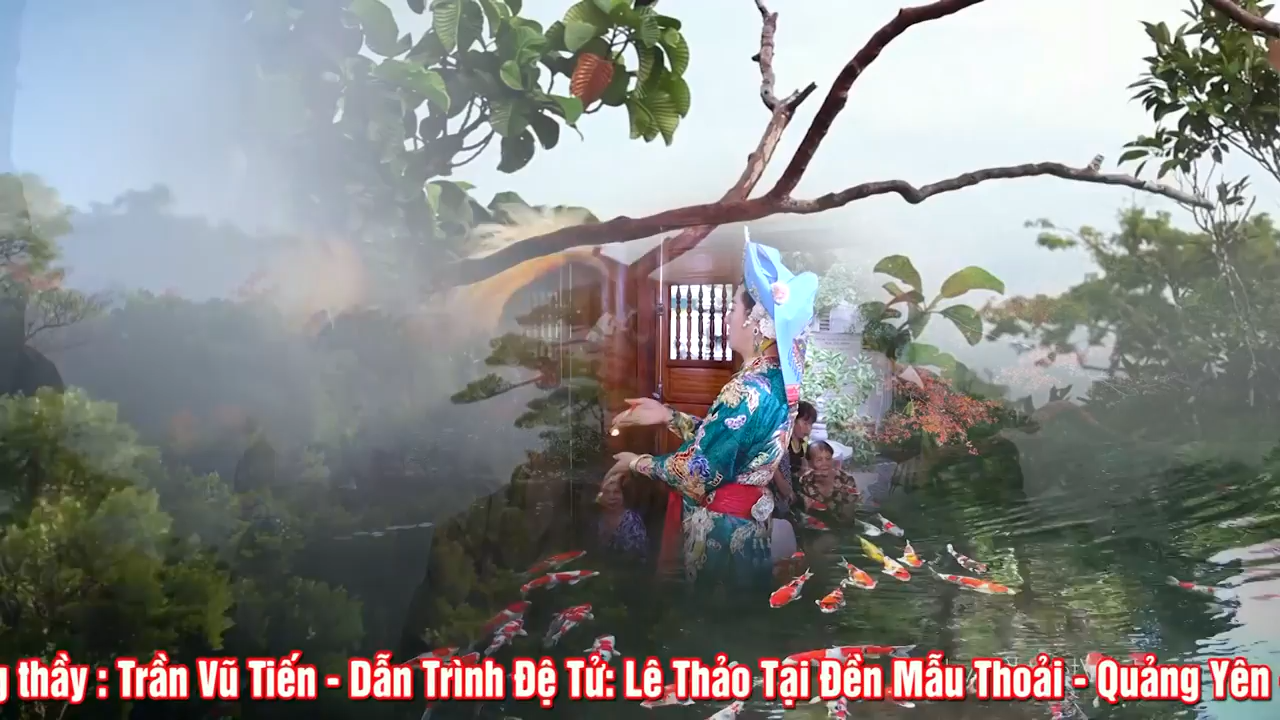 thầy : Trần Vũ Tiến - Dẫn Trình Đệ Tử: Lê Thảo Tại Đền Mẫu Thoải - Quảng Yên